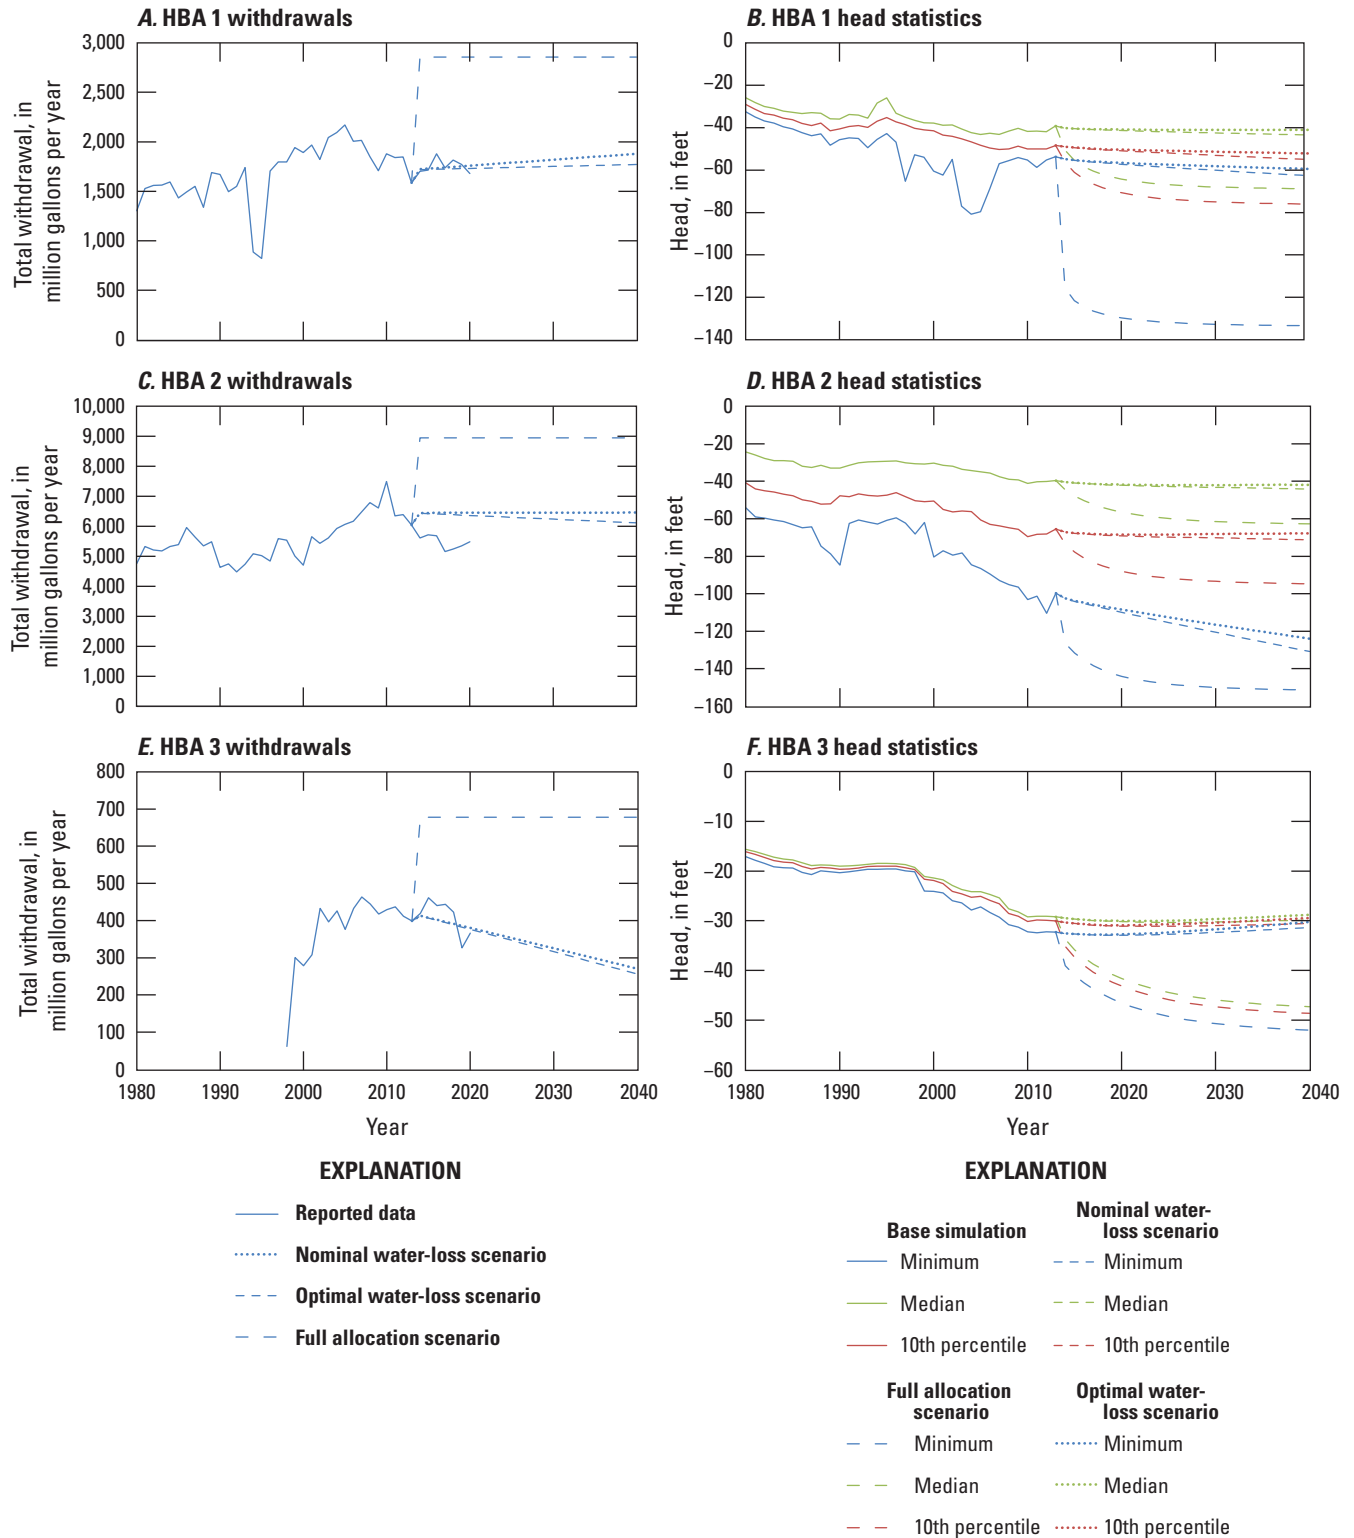 A. HBA 1 withdrawals
Total withdrawal, in
million gallons per year
3,000
2,500
2,000
1,500
1,000
500
0
B. HBA 1 head statistics
Head, in feet
0
−20
−40
−60
−80
−100
−120
−140
C. HBA 2 withdrawals
Total withdrawal, in
million gallons per year
10,000
9,000
8,000
7,000
6,000
5,000
4,000
3,000
2,000
1,000
0
D. HBA 2 head statistics
Head, in feet
0
−20
−40
−60
−80
−100
−120
−140
−160
E. HBA 3 withdrawals
Total withdrawal, in
million gallons per year
800
700
600
500
400
300
200
100
0
1980 1990 2000 2010 2020 2040
Year
F. HBA 3 head statistics
Head, in feet
0
−10
−20
−30
−40
−50
−60
1980 1990 2000 2010 2020 2030 2040
Year
EXPLANATION
Reported data
Nominal water-loss scenario
Optimal water-loss scenario
Full allocation scenario
EXPLANATION
Base simulation
Minimum
Median
10th percentile
Nominal water-
loss scenario
Minimum
Median
10th percentile
Full allocation
scenario
Minimum
Median
10th percentile
Optimal water-
loss scenario
Minimum
Median
10th percentile